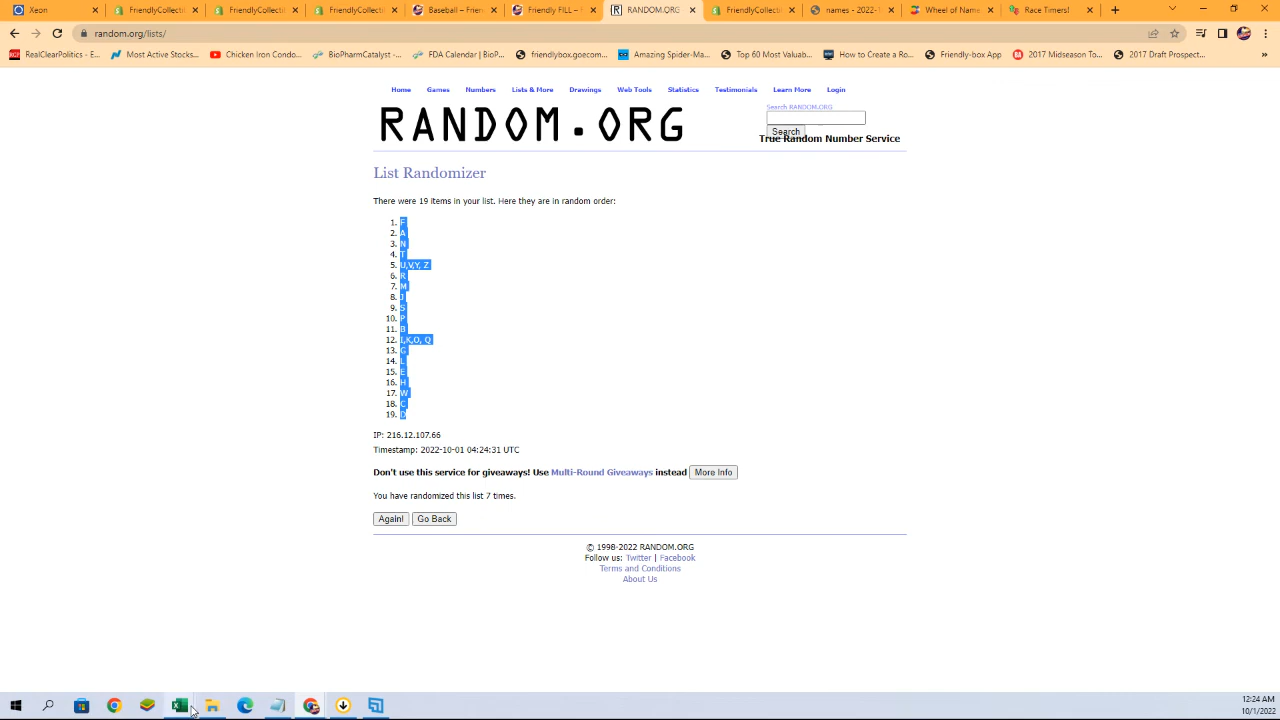 Xeon
FriendlyCollecti
FriendlyCollecti
Baseball - Frien
Friendly FILL –
RANDOM.ORG
FriendlyCollecti
names - 2022-1
Wheel of Name
Race Timers!
random.org/lists/
RealClearPolitics - E...
Most Active Stocks...
Chicken Iron Condo...
BioPharmCatalyst -...
FDA Calendar | BioP...
friendlybox.goecom...
Amazing Spider-Ma...
Top 60 Most Valuab...
How to Create a Ro...
Friendly-box App
2017 Midseason To...
2017 Draft Prospect...
Home Games Numbers Lists & More Drawings Web Tools Statistics Testimonials Learn More Login
Search RANDOM.ORG
RANDOM.ORG
Search
True Random Number Service
List Randomizer
There were 19 items in your list. Here they are in random order:
1. F
2. A
3. N
4. T
5. U,V,Y, Z
6. R
7. M
8. J
9. S
10. P
11. B
12. I,K,O, Q
13. G
14. L
15. E
16. H
17. W
18. C
19. D
IP: 216.12.107.66
Timestamp: 2022-10-01 04:24:31 UTC
Don't use this service for giveaways! Use Multi-Round Giveaways instead More Info
You have randomized this list 7 times.
Again! Go Back
© 1998-2022 RANDOM.ORG
Follow us: Twitter | Facebook
Terms and Conditions
About Us
12:24 AM
10/1/2022